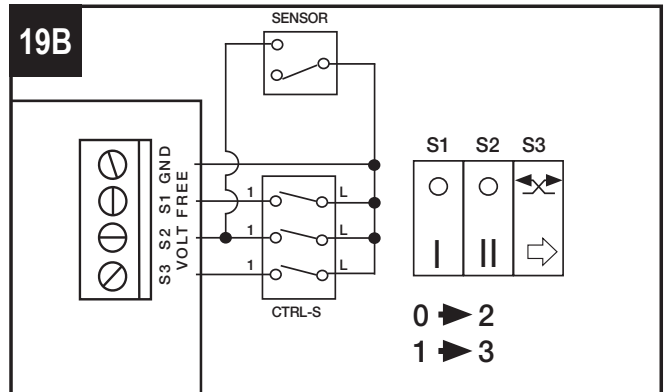 19B
SENSOR
GND
S1
S2
S3
VOLT FREE
1 L
1 L
1 L
CTRL-S
S1 S2 S3
I II
0 ► 2
1 ► 3